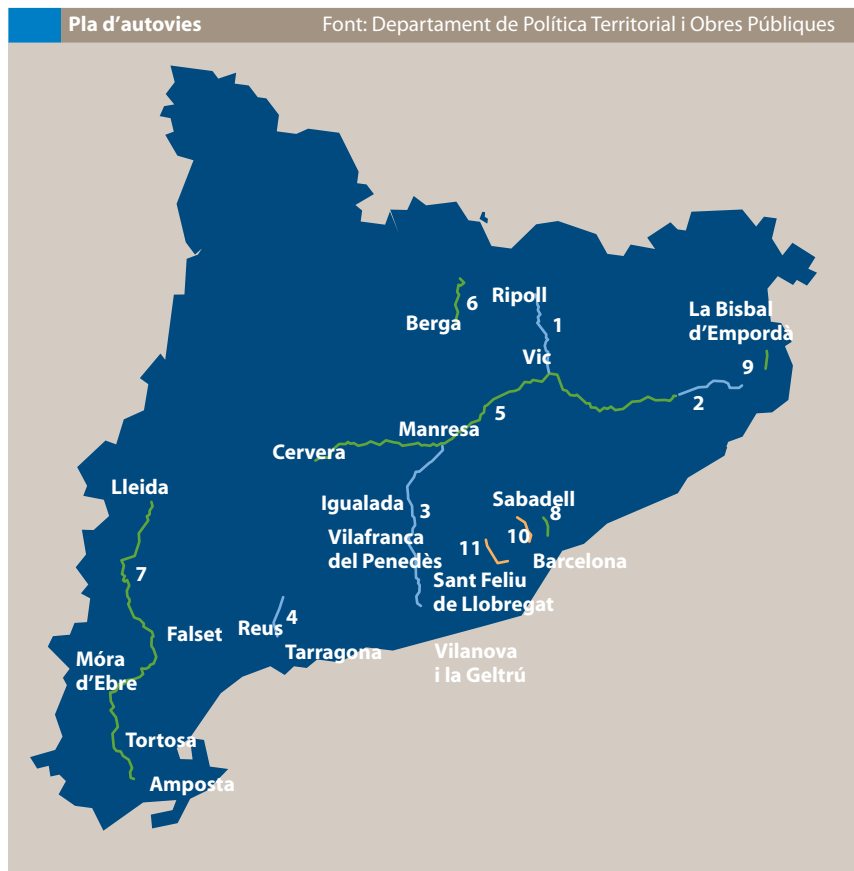 Pla d'autovies
Font: Departament de Política Territorial i Obres Públiques
6
Ripoll
Berga
1
La Bisbal
d'Empordà
Vic
9
2
5
Manresa
Cervera
Lleida
Igualada
3
Sabadell
8
Vilafranca
del Penedès
11
10
Barcelona
7
Sant Feliu
de Llobregat
4
Reus
Falset
Tarragona
Vilanova
i la Geltrú
Móra
d'Ebre
Tortosa
Amposta